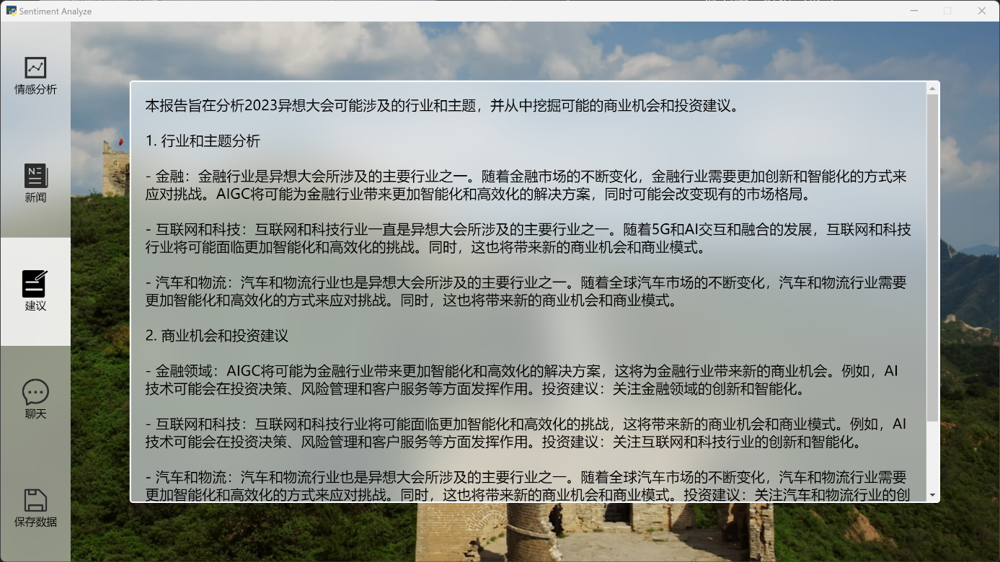 Sentiment Analyze
情感分析
新闻
NE
建议
聊天
保存数据
本报告旨在分析2023异想大会可能涉及的行业和主题，并从中挖掘可能的商业机会和投资建议。
1. 行业和主题分析
- 金融：金融行业是异想大会所涉及的主要行业之一。随着金融市场的不断变化，金融行业需要更加创新和智能化的方式来
应对挑战。AIGC将可能为金融行业带来更加智能化和高效化的解决方案，同时可能会改变现有的市场格局。
- 互联网和科技：互联网和科技行业一直是异想大会所涉及的主要行业之一。随着5G和AI交互和融合的发展，互联网和科技
行业将可能面临更加智能化和高效化的挑战。同时，这也将带来新的商业机会和商业模式。
- 汽车和物流：汽车和物流行业也是异想大会所涉及的主要行业之一。随着全球汽车市场的不断变化，汽车和物流行业需要
更加智能化和高效化的方式来应对挑战。同时，这也将带来新的商业机会和商业模式。
2. 商业机会和投资建议
- 金融领域：AIGC将可能为金融行业带来更加智能化和高效化的解决方案，这将为金融行业带来新的商业机会。例如，AI
技术可能会在投资决策、风险管理和客户服务等方面发挥作用。投资建议：关注金融领域的创新和智能化。
- 互联网和科技：互联网和科技行业将可能面临更加智能化和高效化的挑战，这将带来新的商业机会和商业模式。例如，AI
技术可能会在投资决策、风险管理和客户服务等方面发挥作用。投资建议：关注互联网和科技行业的创新和智能化。
- 汽车和物流：汽车和物流行业也是异想大会所涉及的主要行业之一。随着全球汽车市场的不断变化，汽车和物流行业需要
更加智能化和高效化的方式来应对挑战。同时，这也将带来新的商业机会和商业模式。投资建议：关注汽车和物流行业的创